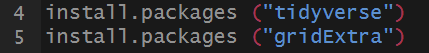 4 install.packages ("tidyverse")
5 install.packages ("gridExtra")